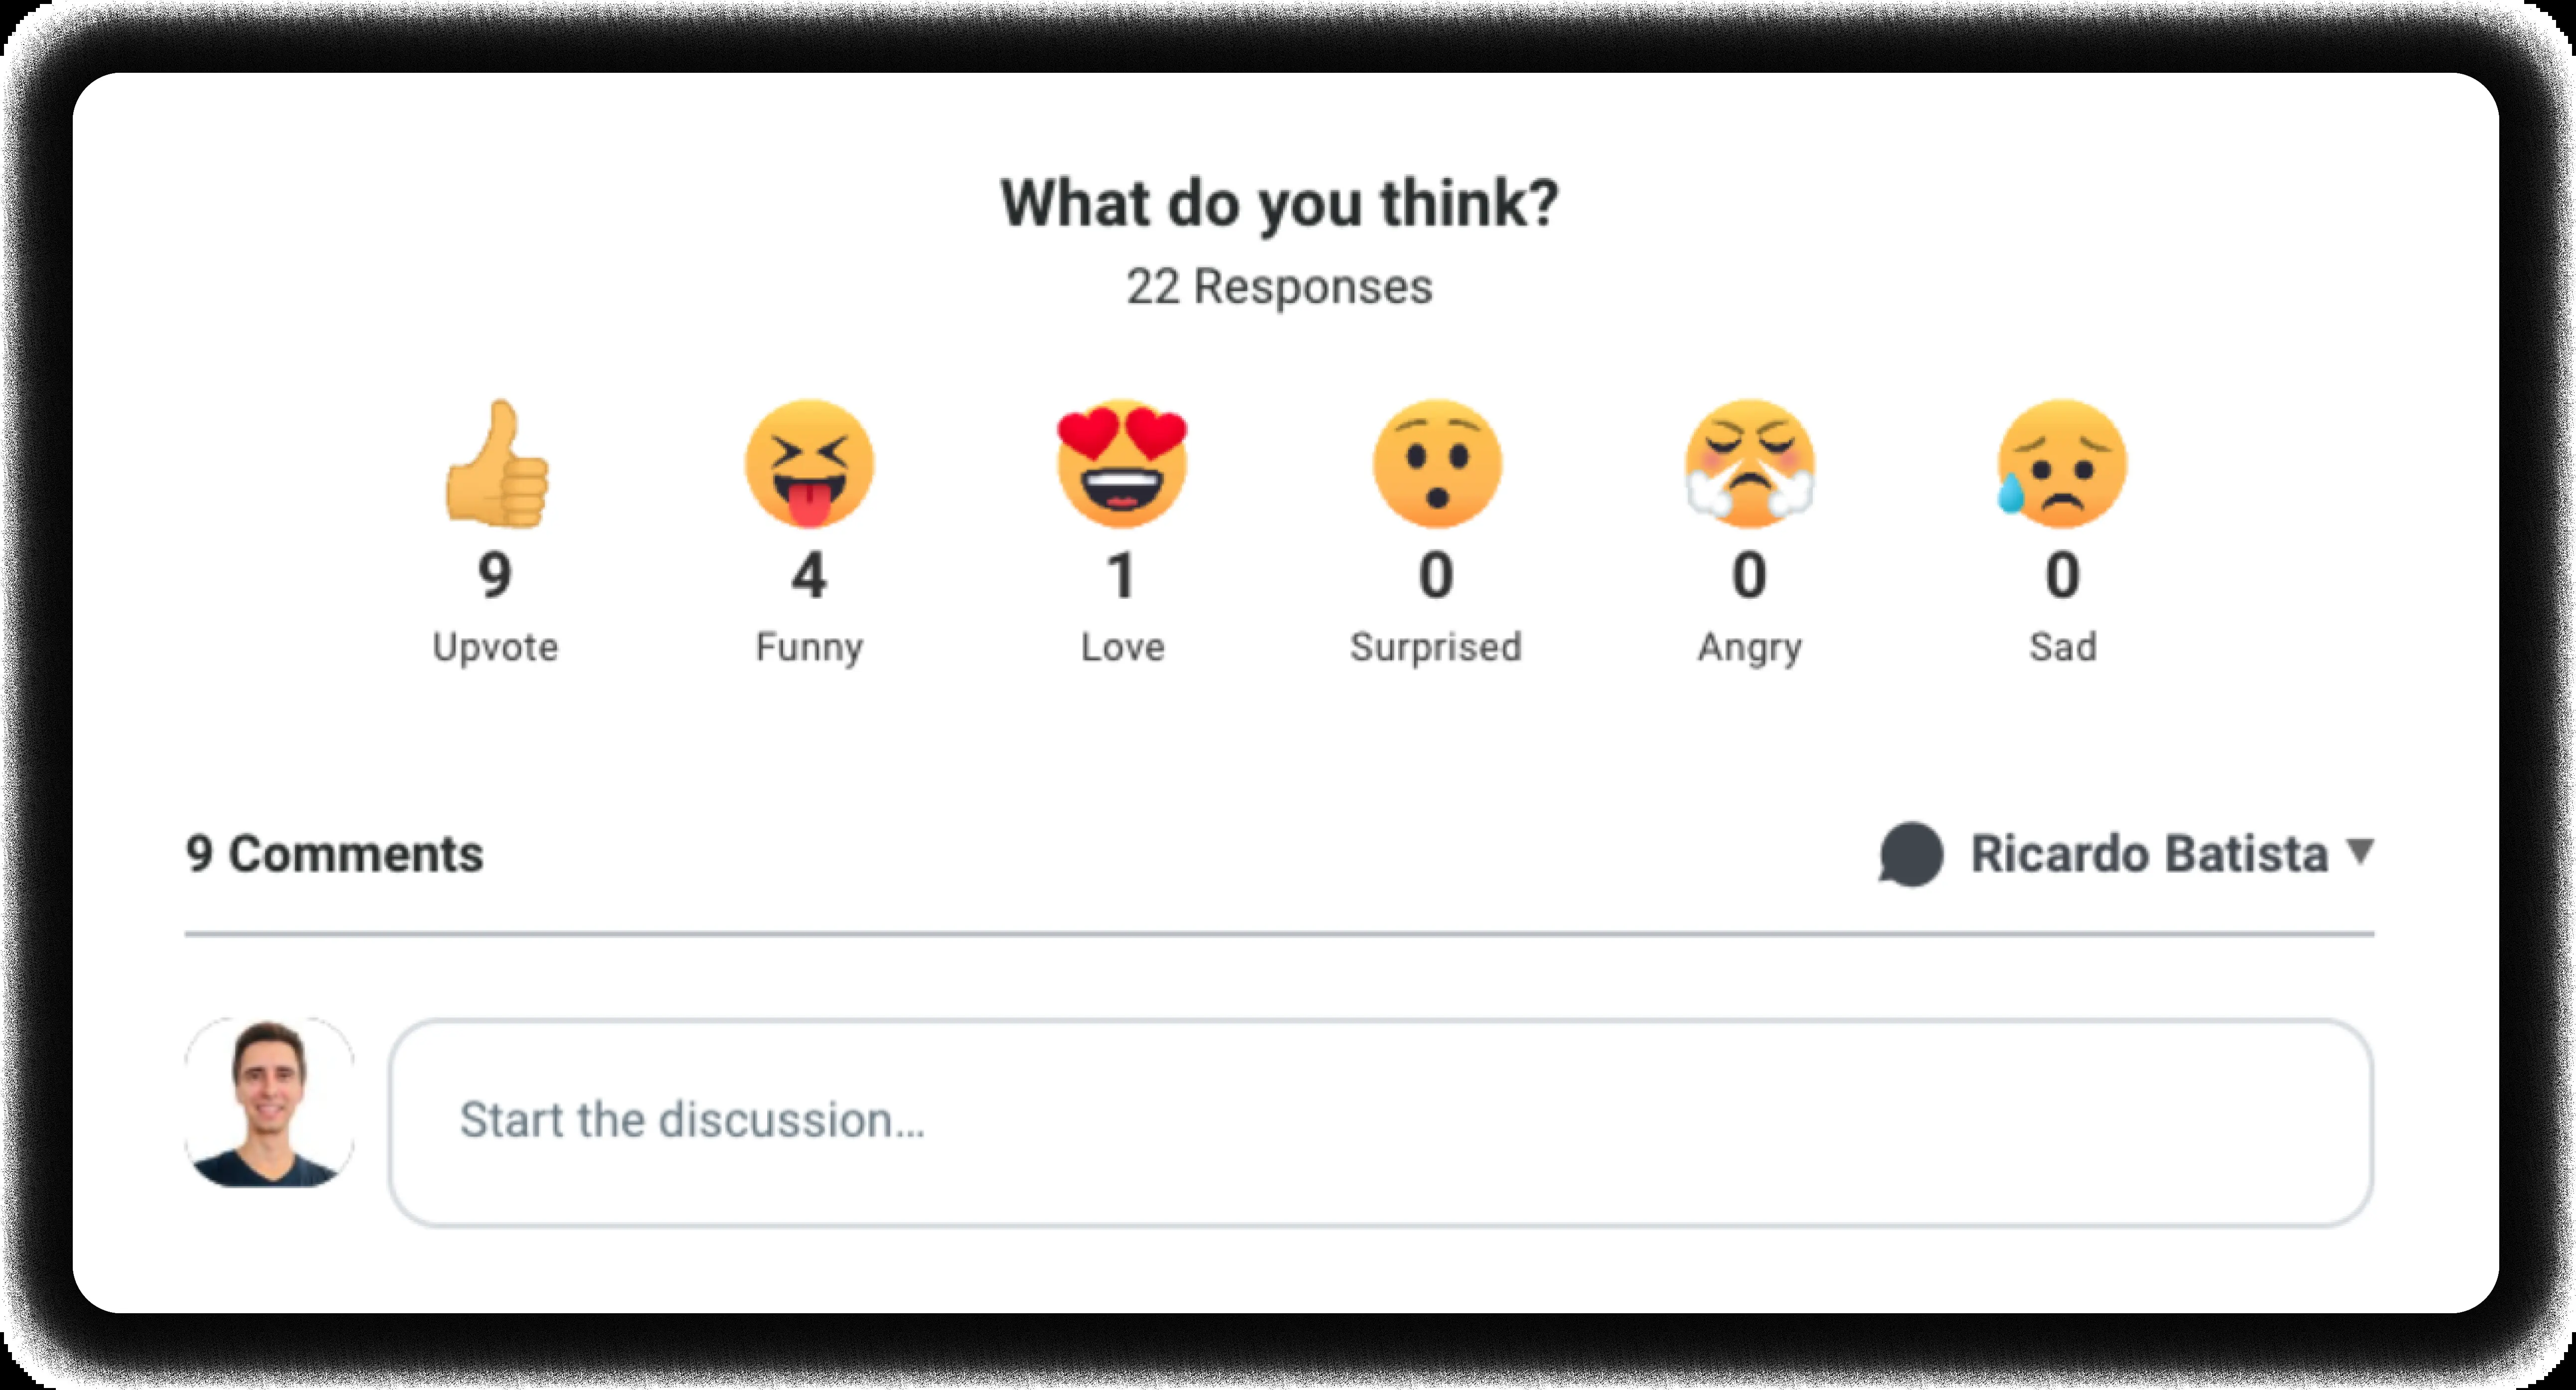 What do you think?
22 Responses
9 4 1 0 0 0
Upvote Funny Love Surprised Angry Sad
9 Comments Ricardo Batista
Start the discussion…